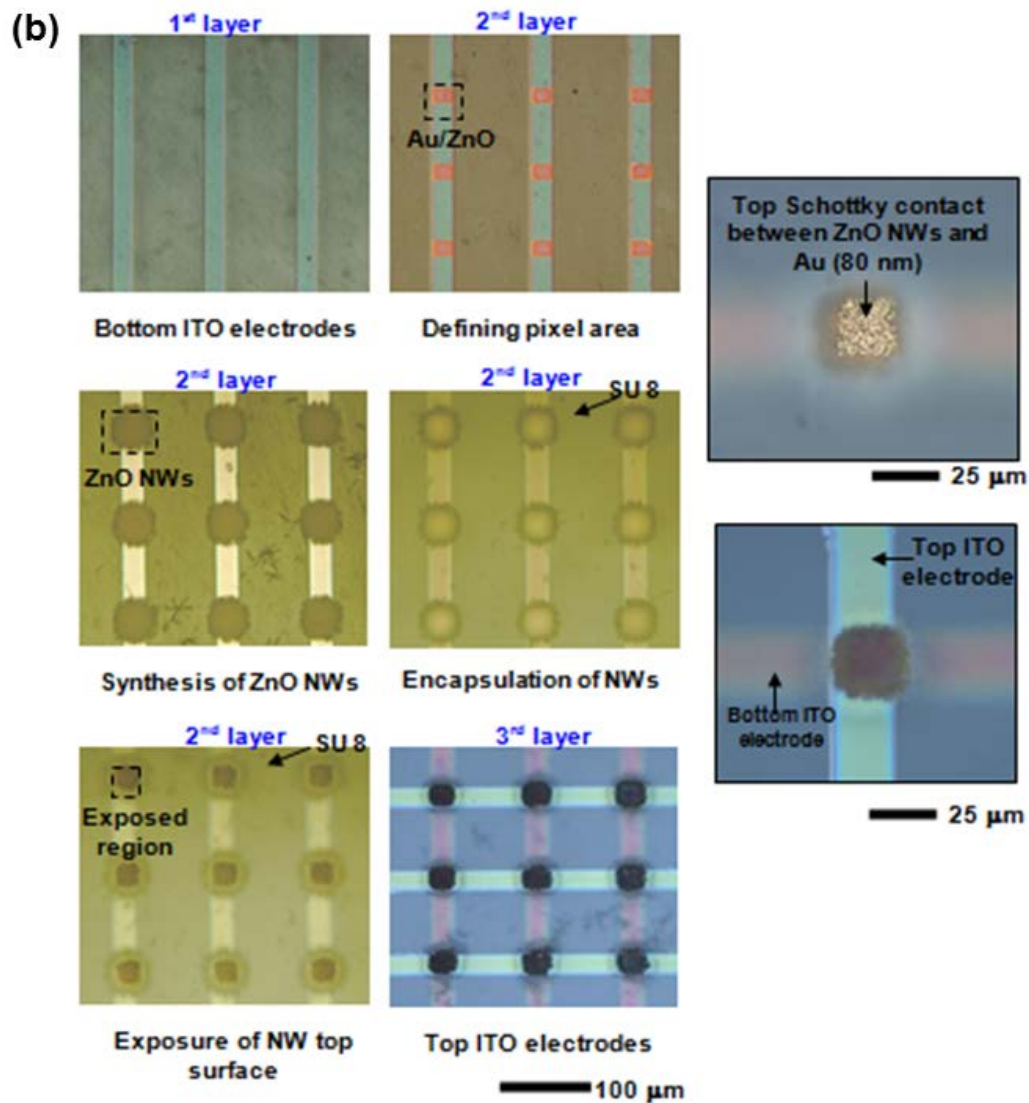 (b)
1st layer
2nd layer
Au/ZnO
Bottom ITO electrodes
Defining pixel area
2nd layer
2nd layer
SU 8
ZnO NWs
Synthesis of ZnO NWs
Encapsulation of NWs
2nd layer
SU 8
3rd layer
Exposed
region
Exposure of NW top
surface
Top ITO electrodes
100 μm
Top Schottky contact
between ZnO NWs and
Au (80 nm)
25 μm
Top ITO
electrode
Bottom ITO
electrode
25 μm